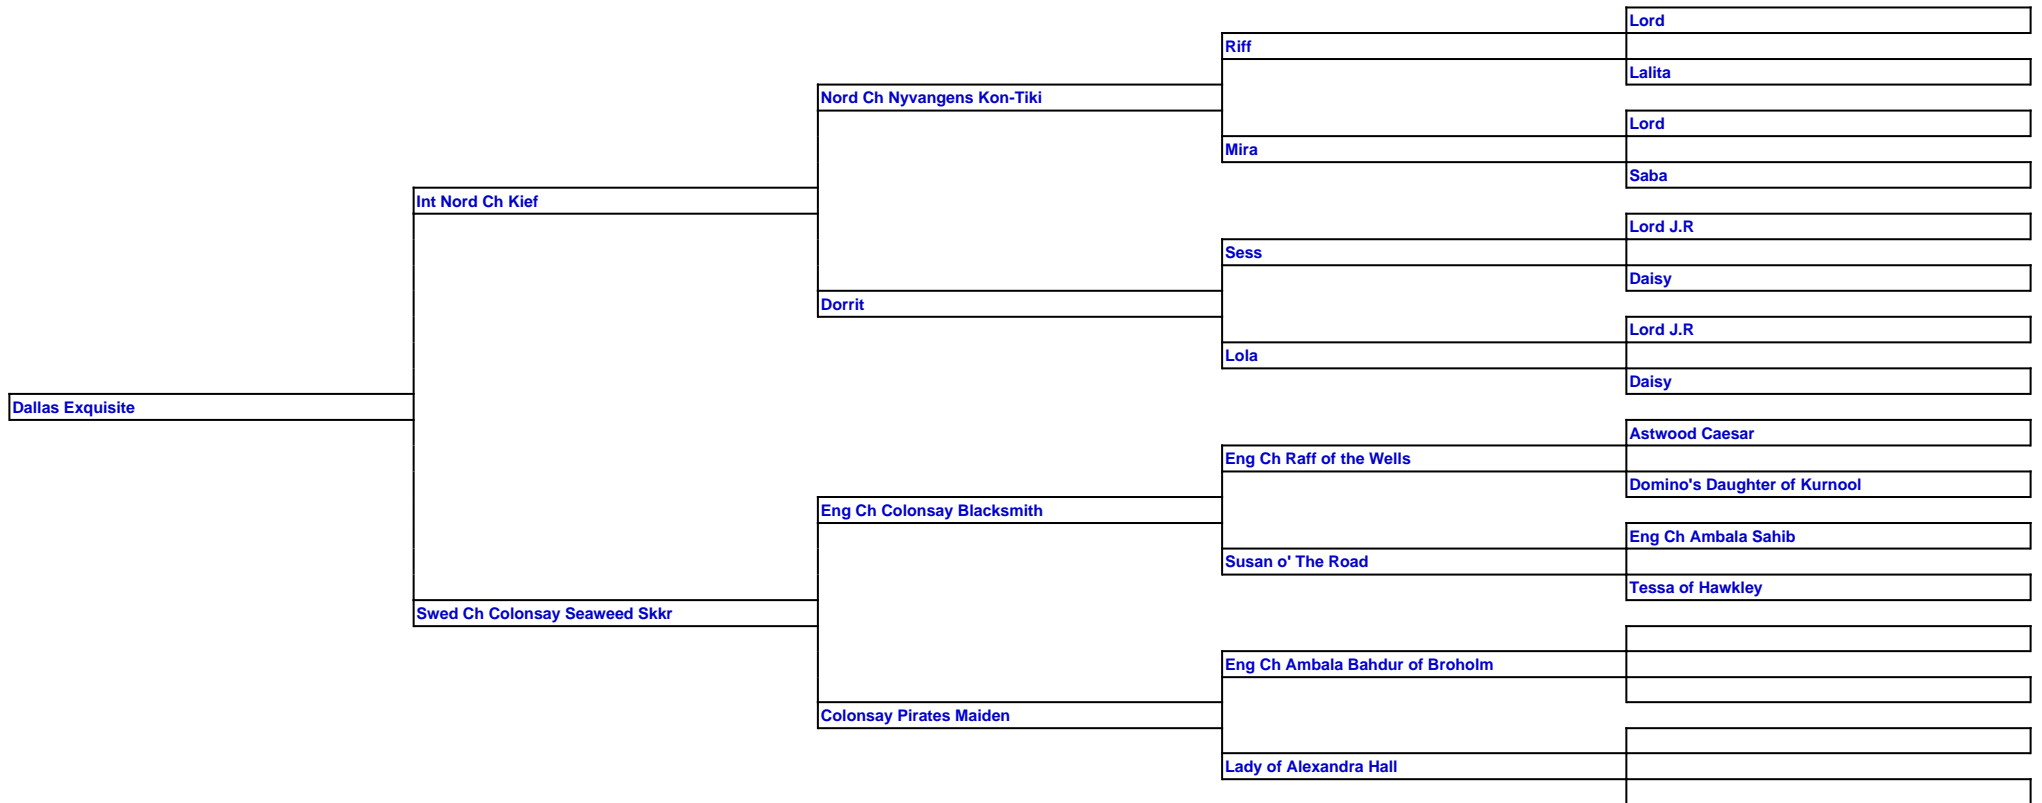 Lord
Riff
Lalita
Nord Ch Nyvangens Kon-Tiki
Lord
Mira
Saba
Int Nord Ch Kief
Lord J.R
Sess
Daisy
Dorrit
Lord J.R
Lola
Daisy
Dallas Exquisite
Astwood Caesar
Eng Ch Raff of the Wells
Domino's Daughter of Kurnool
Eng Ch Colonsay Blacksmith
Eng Ch Ambala Sahib
Susan o' The Road
Tessa of Hawkley
Swed Ch Colonsay Seaweed Skkr
Eng Ch Ambala Bahdur of Broholm
Colonsay Pirates Maiden
Lady of Alexandra Hall